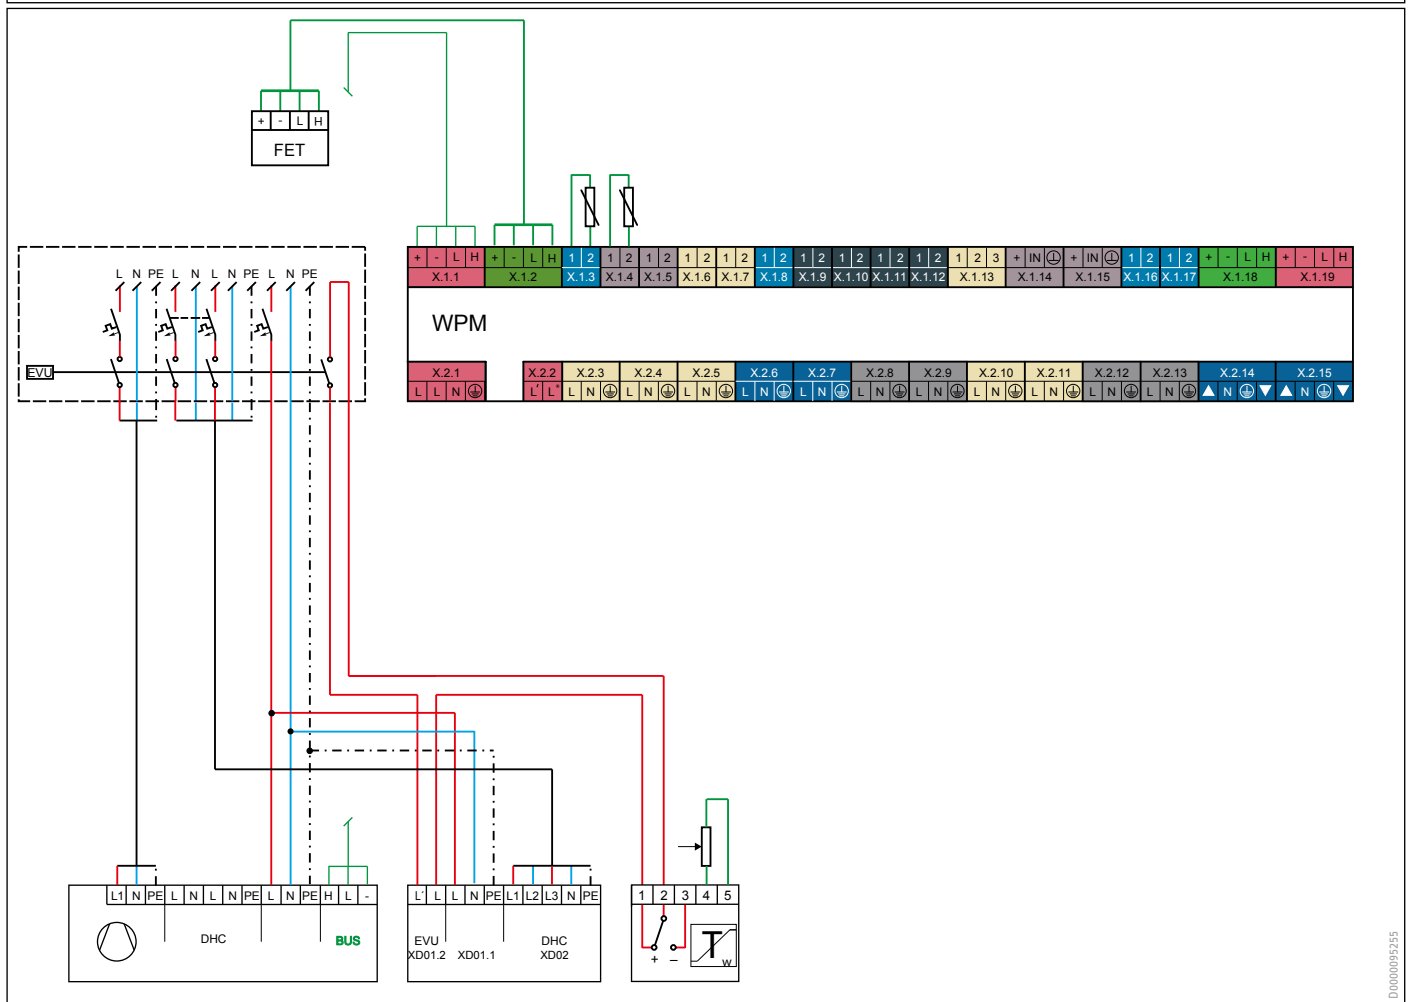 + - L H
FET
+ - L H + - L H 1 2 1 2 1 2 1 2 1 2 1 2 1 2 1 2 1 2 1 2 1 2 3 + IN + IN 1 2 1 2 + - L H + - L H
X.1.1 X.1.2 X.1.3 X.1.4 X.1.5 X.1.6 X.1.7 X.1.8 X.1.9 X.1.10 X.1.11 X.1.12 X.1.13 X.1.14 X.1.15 X.1.16 X.1.17 X.1.18 X.1.19
L N PE L N L N PE L N PE
WPM
EVU
X.2.1 X.2.2 X.2.3 X.2.4 X.2.5 X.2.6 X.2.7 X.2.8 X.2.9 X.2.10 X.2.11 X.2.12 X.2.13 X.2.14 X.2.15
L L N L' L* L N L N L N L N L N L N L N L N L N L N L N N N
L1 N PE L N L N PE L N PE H L -
DHC
BUS
L' L L N PE L1 L2 L3 N PE
EVU
XD01.2 XD01.1
DHC
XD02
1 2 3 4 5
+ –
T
W
D0000095255